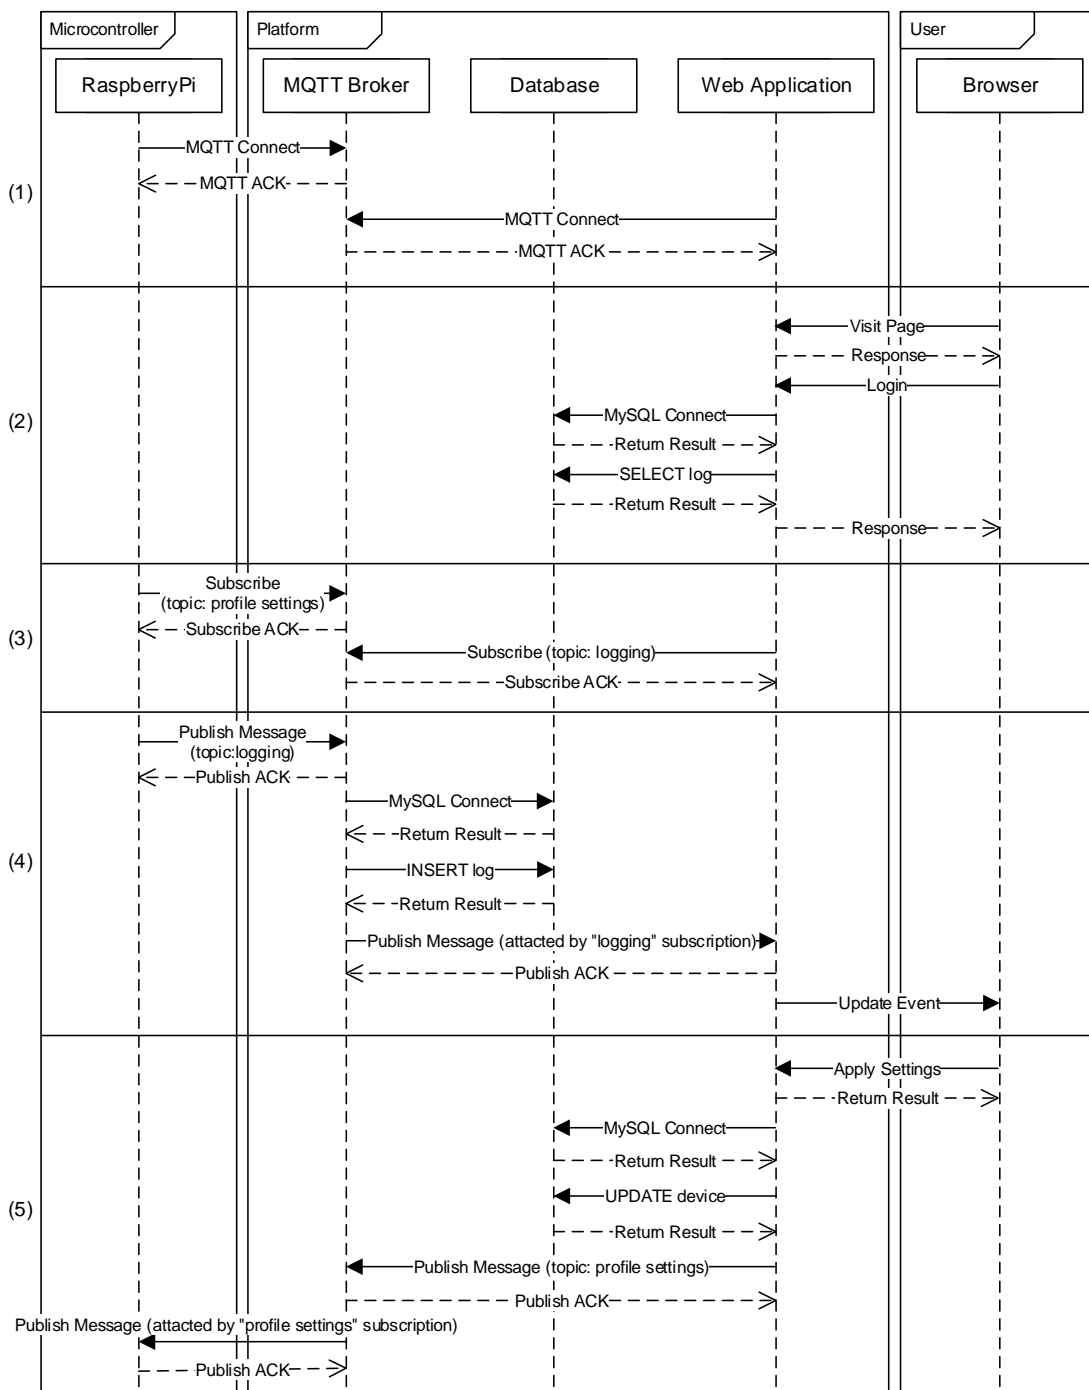 Microcontroller
Platform
User
RaspberryPi
MQTT Broker
Database
Web Application
Browser
(1)
MQTT Connect
MQTT ACK
MQTT Connect
MQTT ACK
(2)
Visit Page
Response
Login
MySQL Connect
Return Result
SELECT log
Return Result
Response
(3)
Subscribe
(topic: profile settings)
Subscribe ACK
Subscribe (topic: logging)
Subscribe ACK
(4)
Publish Message
(topic:logging)
Publish ACK
MySQL Connect
Return Result
INSERT log
Return Result
Publish Message (attacted by "logging" subscription)
Publish ACK
Update Event
(5)
Apply Settings
Return Result
MySQL Connect
Return Result
UPDATE device
Return Result
Publish Message (topic: profile settings)
Publish ACK
Publish Message (attacted by "profile settings" subscription)
Publish ACK